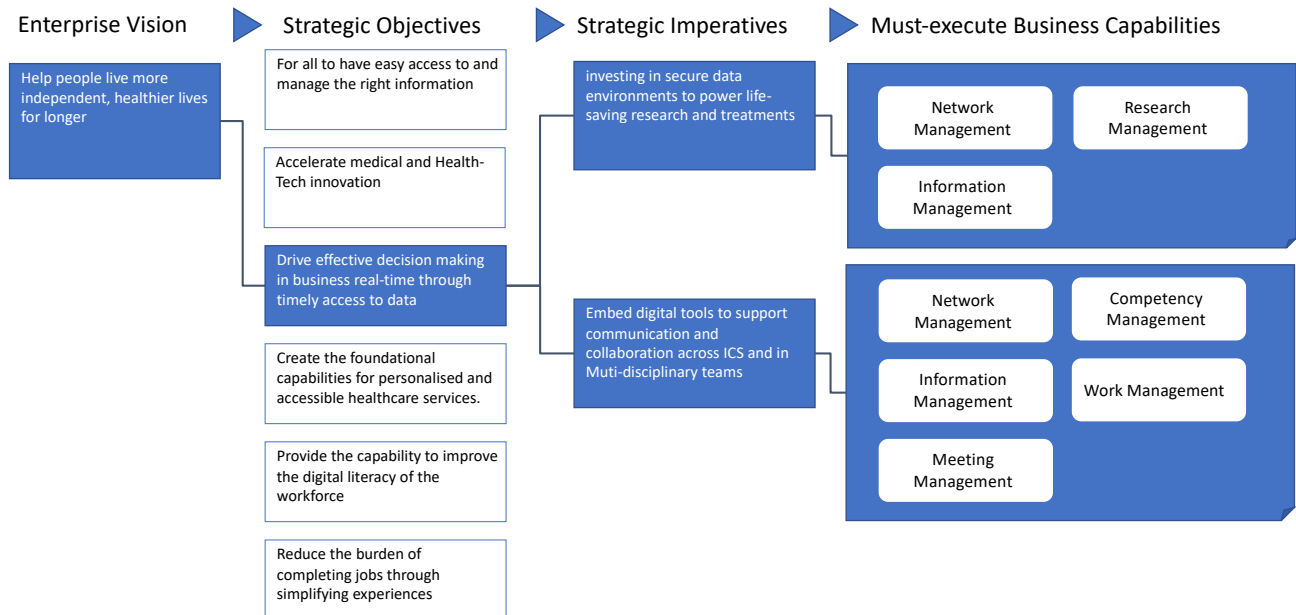 Enterprise Vision
Strategic Objectives
Strategic Imperatives
Must-execute Business Capabilities
Help people live more
independent, healthier lives
for longer
For all to have easy access to and
manage the right information
Accelerate medical and Health-
Tech innovation
Drive effective decision making
in business real-time through
timely access to data
Create the foundational
capabilities for personalised and
accessible healthcare services.
Provide the capability to improve
the digital literacy of the
workforce
Reduce the burden of
completing jobs through
simplifying experiences
investing in secure data
environments to power life-
saving research and treatments
Embed digital tools to support
communication and
collaboration across ICS and in
Muti-disciplinary teams
Network
Management
Research
Management
Information
Management
Network
Management
Competency
Management
Information
Management
Work Management
Meeting
Management